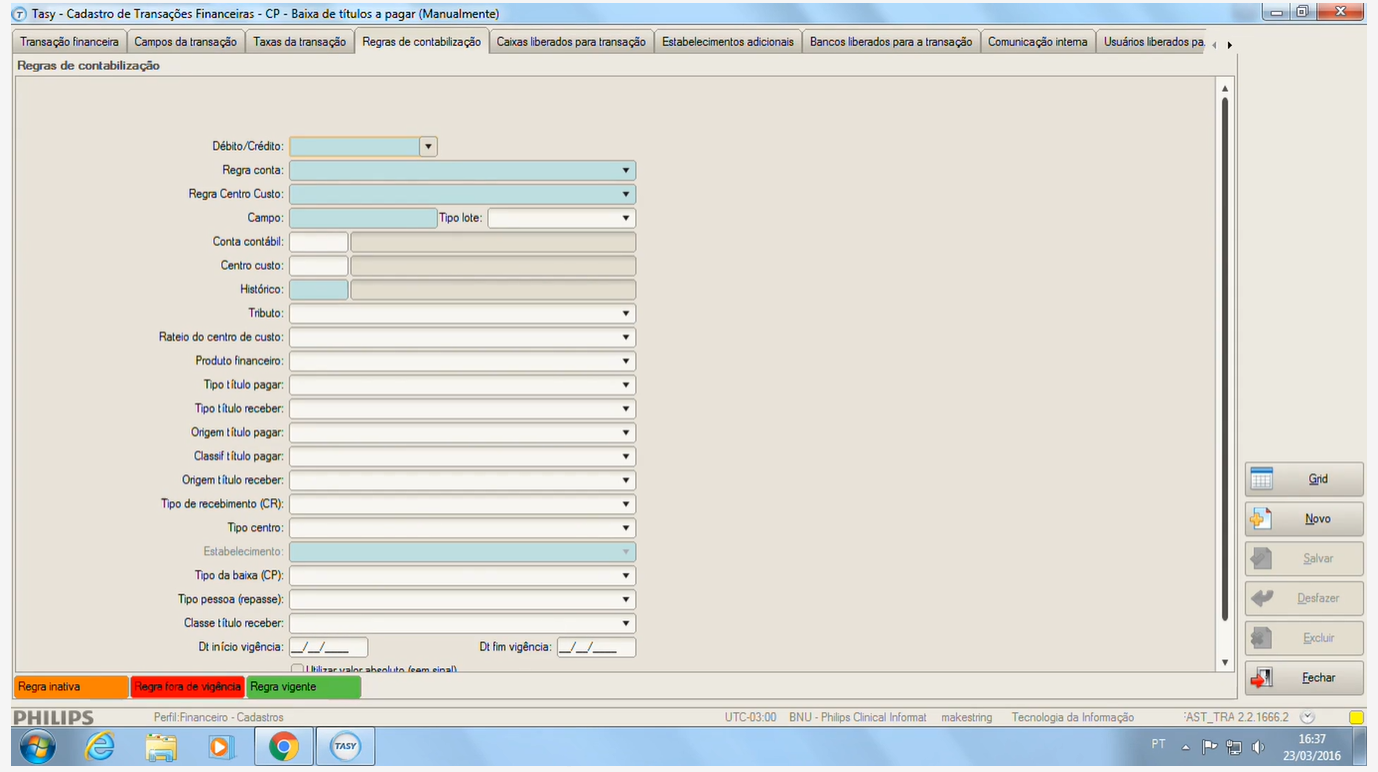 Tasy - Cadastro de Transações Financeiras - CP - Baixa de títulos a pagar (Manualmente)
Transação financeira Campos da transação Taxas da transação Regras de contabilização Caixas liberados para transação Estabelecimentos adicionais Bancos liberados para a transação Comunicação interna Usuários liberados pa
Regras de contabilização
Débito/Crédito:
Regra conta:
Regra Centro Custo:
Campo: Tipo lote:
Conta contábil:
Centro custo:
Histórico:
Tributo:
Rateio do centro de custo:
Produto financeiro:
Tipo título pagar:
Tipo título receber:
Origem título pagar:
Classif título pagar:
Origem título receber:
Tipo de recebimento (CR):
Tipo centro:
Estabelecimento:
Tipo da baixa (CP):
Tipo pessoa (repasse):
Classe título receber:
Dt início vigência: __/__/____ Dt fim vigência: __/__/____
Utilizar valor absoluto (sem sinal)
Grid
Novo
Salvar
Desfazer
Excluir
Fechar
Regra inativa Regra fora de vigência Regra vigente
PHILIPS Perfil:Financeiro - Cadastros UTC-03:00 BNU - Philips Clinical Informat makestring Tecnologia da Informação AST_TRA 2.2.1666.2
TASY PT 16:37
23/03/2016